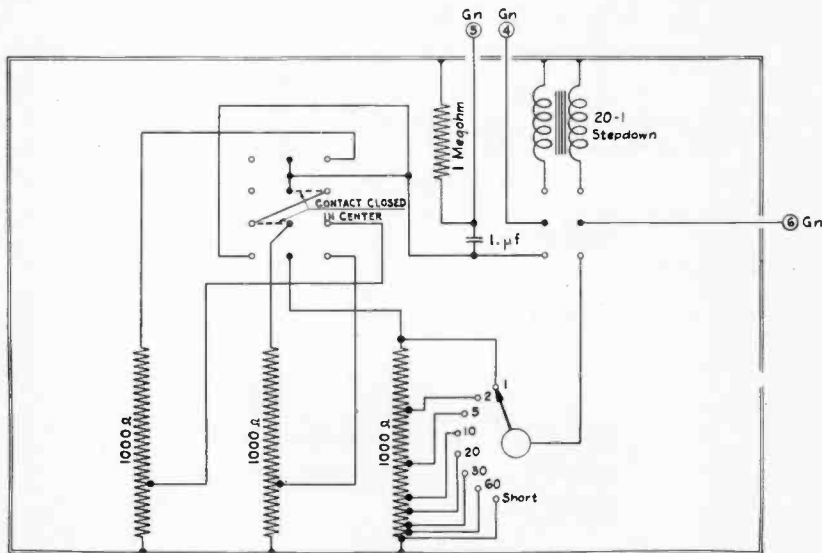 Gn Gn
5 4
20-1
Stepdown
1 Megohm
CONTACT CLOSED
IN CENTER
6 Gn
1. µf
1
2
5
10
20
30
60
Short
1000 Ω
1000 Ω
1000 Ω